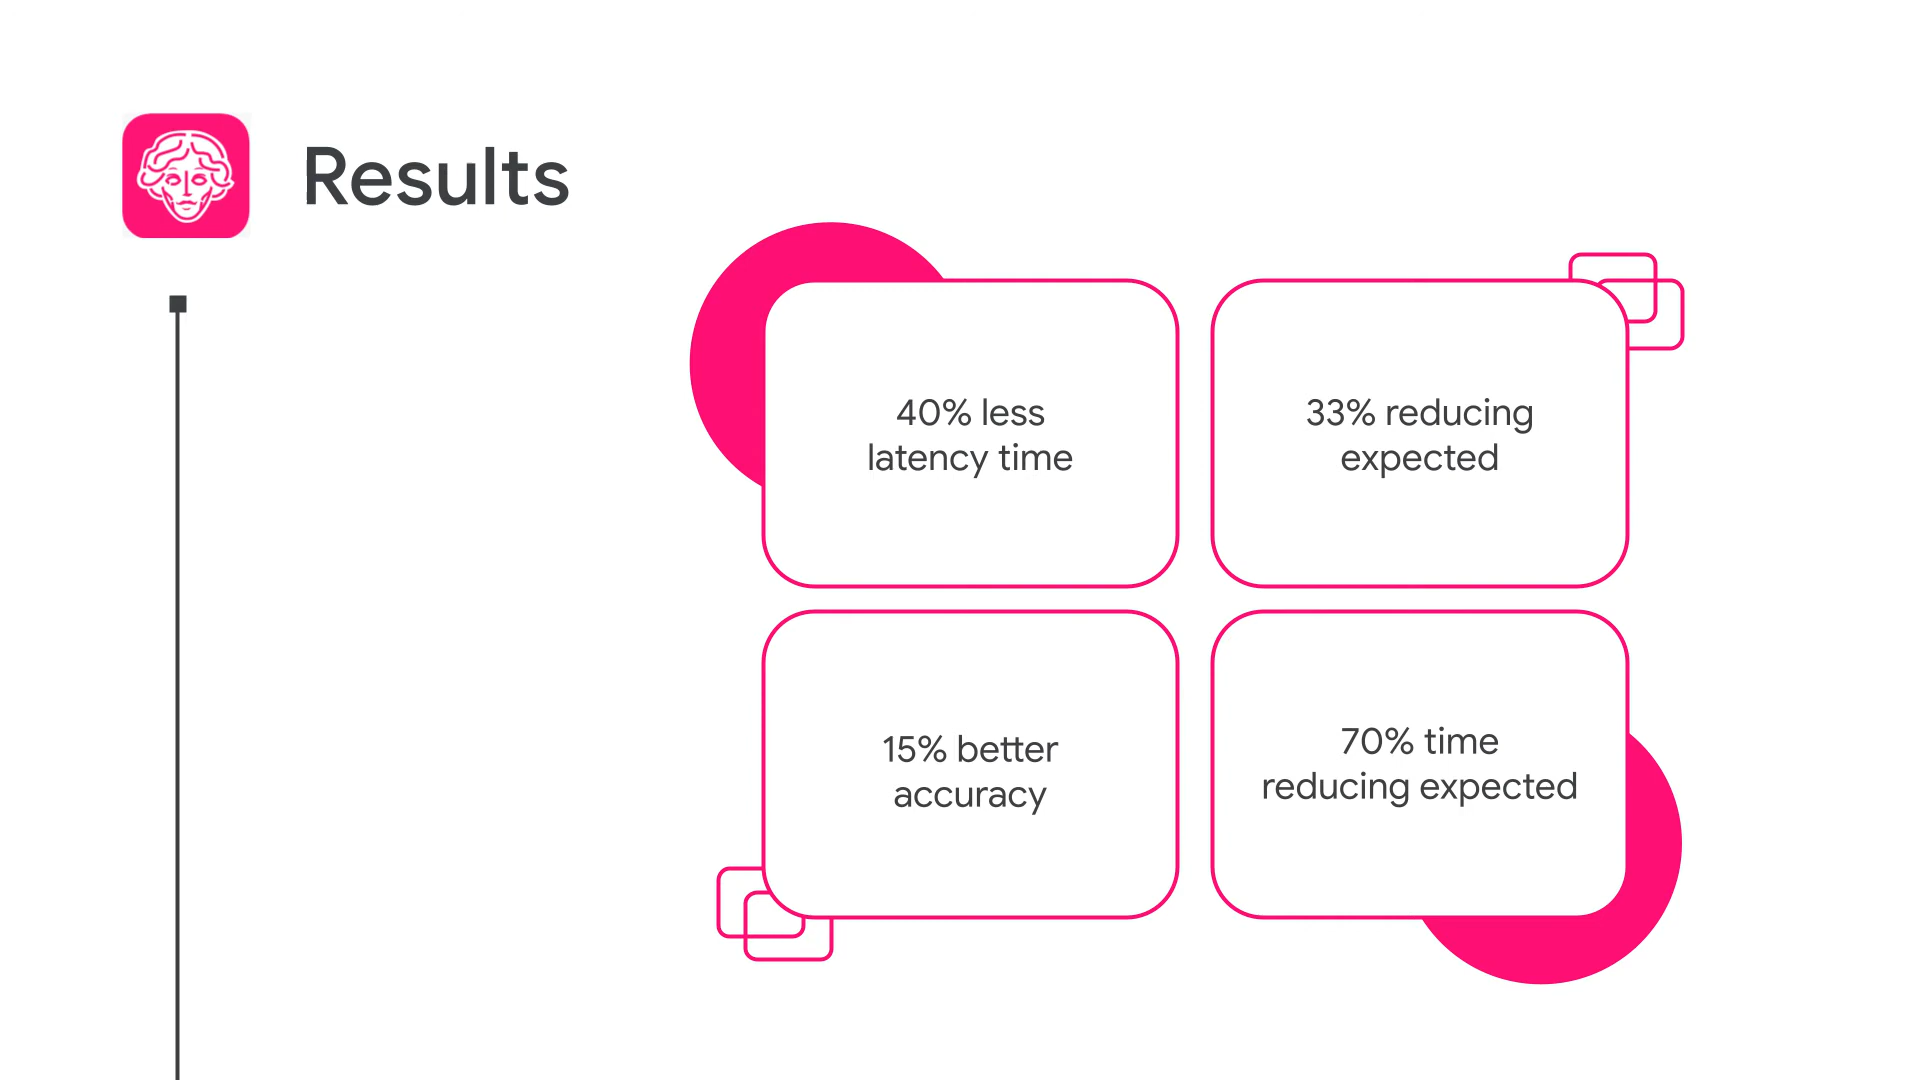 Results
40% less
latency time
33% reducing
expected
15% better
accuracy
70% time
reducing expected